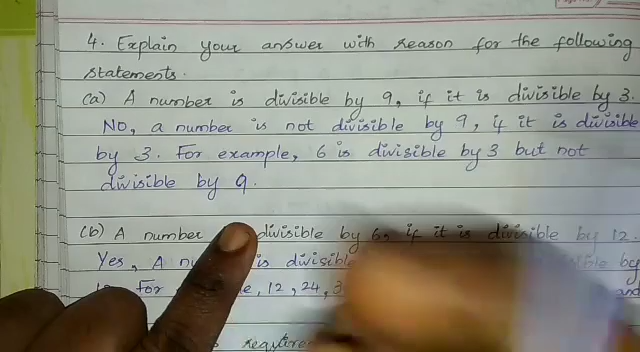 4. Explain your answer with reason for the following
statements.
(a) A number is divisible by 9, if it is divisible by 3.
No, a number is not divisible by 9, if it is divisible
by 3. For example, 6 is divisible by 3 but not
divisible by 9.
(b) A number divisible by 6, if it is divisible by 12.
Yes, A is divisible by
For 12, 24, and